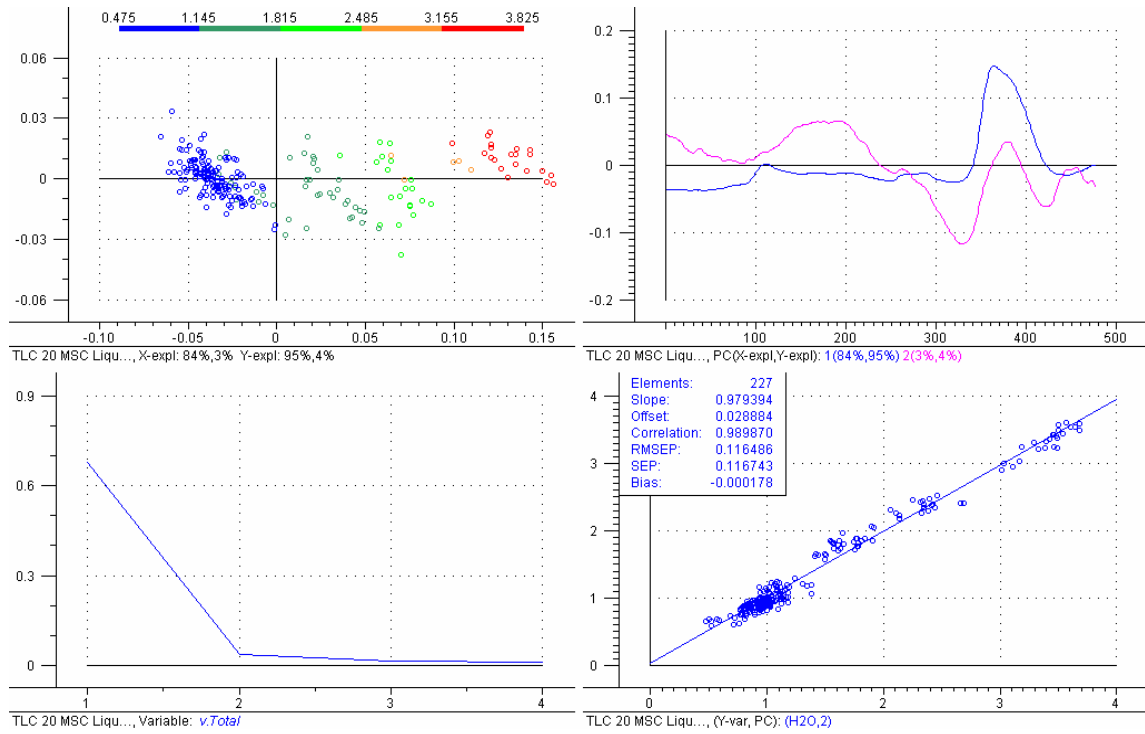 0.475 1.145 1.815 2.485 3.155 3.825
0.06
0.03
0
-0.03
-0.06
-0.10 -0.05 0 0.05 0.10 0.15
TLC 20 MSC Liqu..., X-expl: 84%,3% Y-expl: 95%,4%
0.2
0.1
0
-0.1
-0.2
100 200 300 400 500
TLC 20 MSC Liqu..., PC(X-expl,Y-expl): 1(84%,95%) 2(3%,4%)
0.9
0.6
0.3
0
1 2 3 4
TLC 20 MSC Liqu..., Variable: v.Total
Elements: 227
Slope: 0.979394
Offset: 0.028884
Correlation: 0.989870
RMSEP: 0.116486
SEP: 0.116743
Bias: -0.000178
4
3
2
1
0
0 1 2 3 4
TLC 20 MSC Liqu..., (Y-var, PC): (H2O,2)